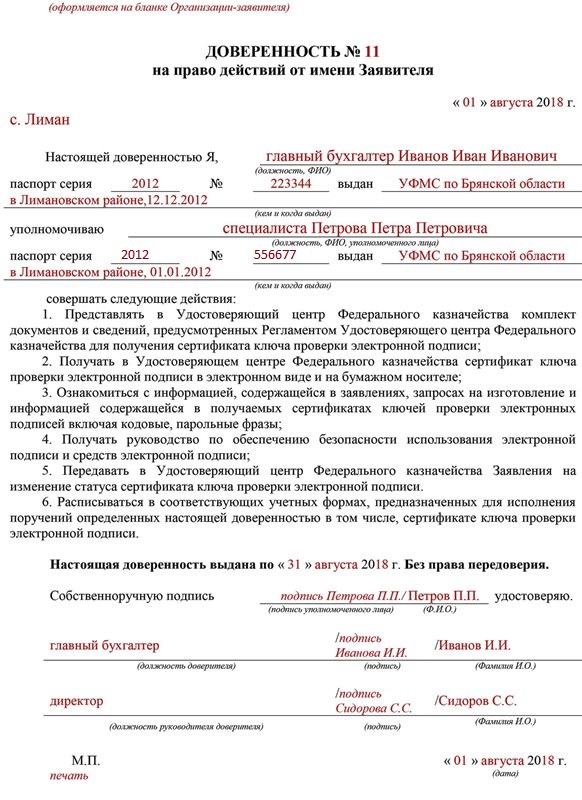 (оформляется на бланке Организации-заявителя)
ДОВЕРЕННОСТЬ № 11
на право действий от имени Заявителя
« 01 » августа 2018 г.
с. Лиман
Настоящей доверенностью Я, главный бухгалтер Иванов Иван Иванович
(должность, ФИО)
паспорт серия 2012 № 223344 выдан УФМС по Брянской области
в Лимановском районе,12.12.2012
(кем и когда выдан)
уполномочиваю специалиста Петрова Петра Петровича
(должность, ФИО, уполномоченного лица)
паспорт серия 2012 № 556677 выдан УФМС по Брянской области
в Лимановском районе, 01.01.2012
(кем и когда выдан)
совершать следующие действия:
1. Представлять в Удостоверяющий центр Федерального казначейства комплект
документов и сведений, предусмотренных Регламентом Удостоверяющего центра Федерального
казначейства для получения сертификата ключа проверки электронной подписи;
2. Получать в Удостоверяющем центре Федерального казначейства сертификат ключа
проверки электронной подписи в электронном виде и на бумажном носителе;
3. Ознакомиться с информацией, содержащейся в заявлениях, запросах на изготовление и
информацией содержащейся в получаемых сертификатах ключей проверки электронных
подписей включая кодовые, парольные фразы;
4. Получать руководство по обеспечению безопасности использования электронной
подписи и средств электронной подписи;
5. Передавать в Удостоверяющий центр Федерального казначейства Заявления на
изменение статуса сертификата ключа проверки электронной подписи.
6. Расписываться в соответствующих учетных формах, предназначенных для исполнения
поручений определенных настоящей доверенностью в том числе, сертификате ключа проверки
электронной подписи.
Настоящая доверенность выдана по « 31 » августа 2018 г. Без права передоверия.
Собственноручную подпись подпись Петрова П.П./ Петров П.П. удостоверяю.
(подпись уполномоченного лица) (Ф.И.О.)
главный бухгалтер /подпись Иванова И.И. /Иванов И.И.
(должность доверителя) (подпись) (Фамилия И.О.)
директор /подпись Сидорова С.С. /Сидоров С.С.
(должность руководителя доверителя) (подпись) (Фамилия И.О.)
М.П. « 01 » августа 2018 г.
печать (дата)